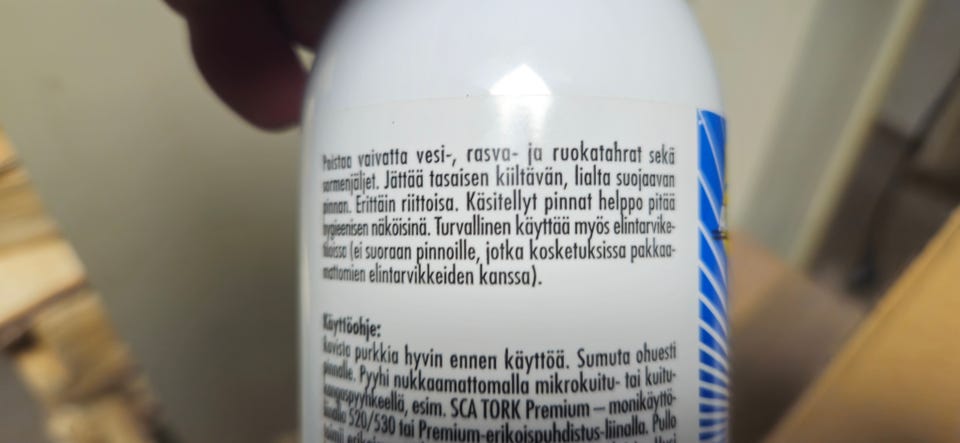 Poistaa vaivatta vesi-, rasva- ja ruokatahrat sekä
sormenjäljet. Jättää tasaisen kiiltävän, lialta suojaavan
pinnan. Erittäin riittoisa. Käsitellyt pinnat helppo pitää
hygieenisen näköisinä. Turvallinen käyttää myös elintarvike-
tiloissa (ei suoraan pinnoille, jotka kosketuksissa pakkaa-
mattomien elintarvikkeiden kanssa).
Käyttöohje:
Ravista purkkia hyvin ennen käyttöä. Sumuta ohuesti
pinnalle. Pyyhi nukkaamattomalla mikrokuitu- tai kuitu-
kangaspyyhkeellä, esim. SCA TORK Premium – monikäyttö-
liinalla 520/530 tai Premium-erikoispuhdistus-liinalla. Pullo
toimii